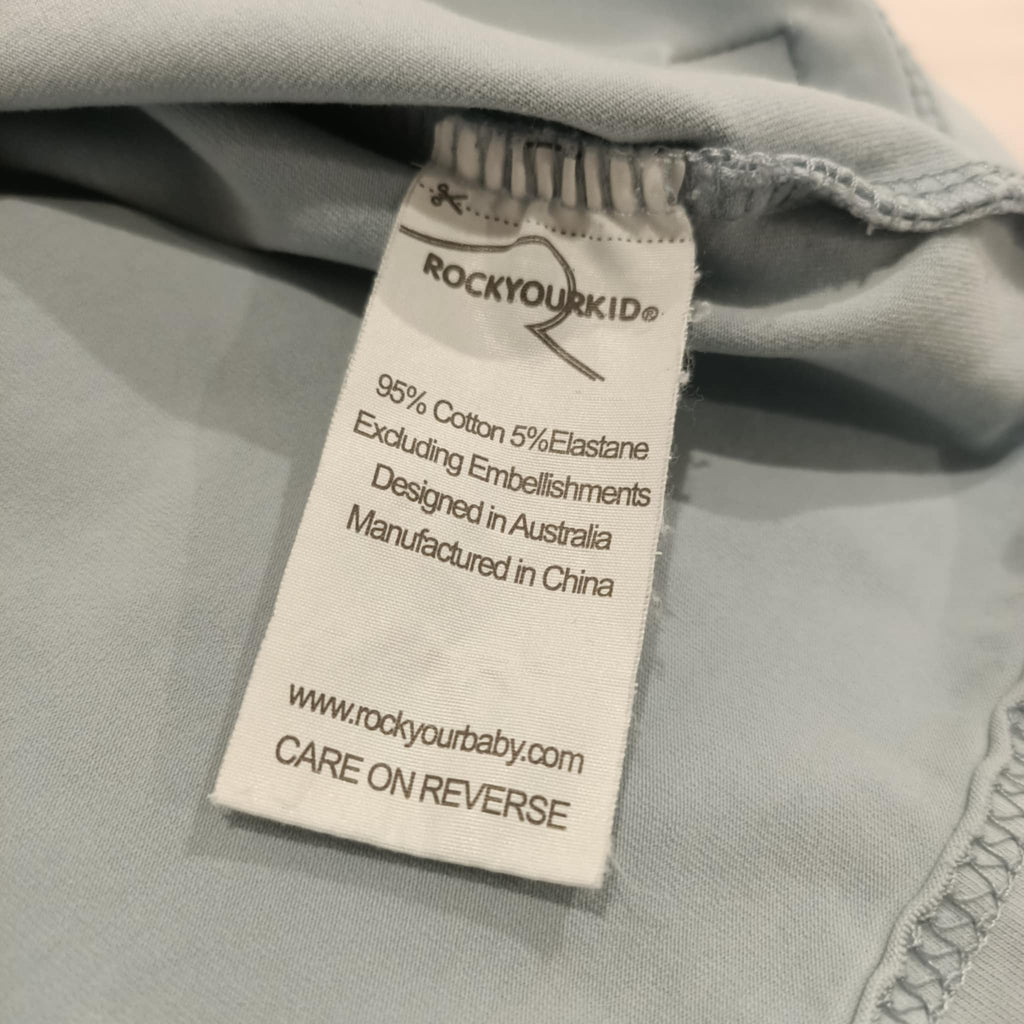 ROCKYOURKID®
95% Cotton 5%Elastane
Excluding Embellishments
Designed in Australia
Manufactured in China
www.rockyourbaby.com
CARE ON REVERSE